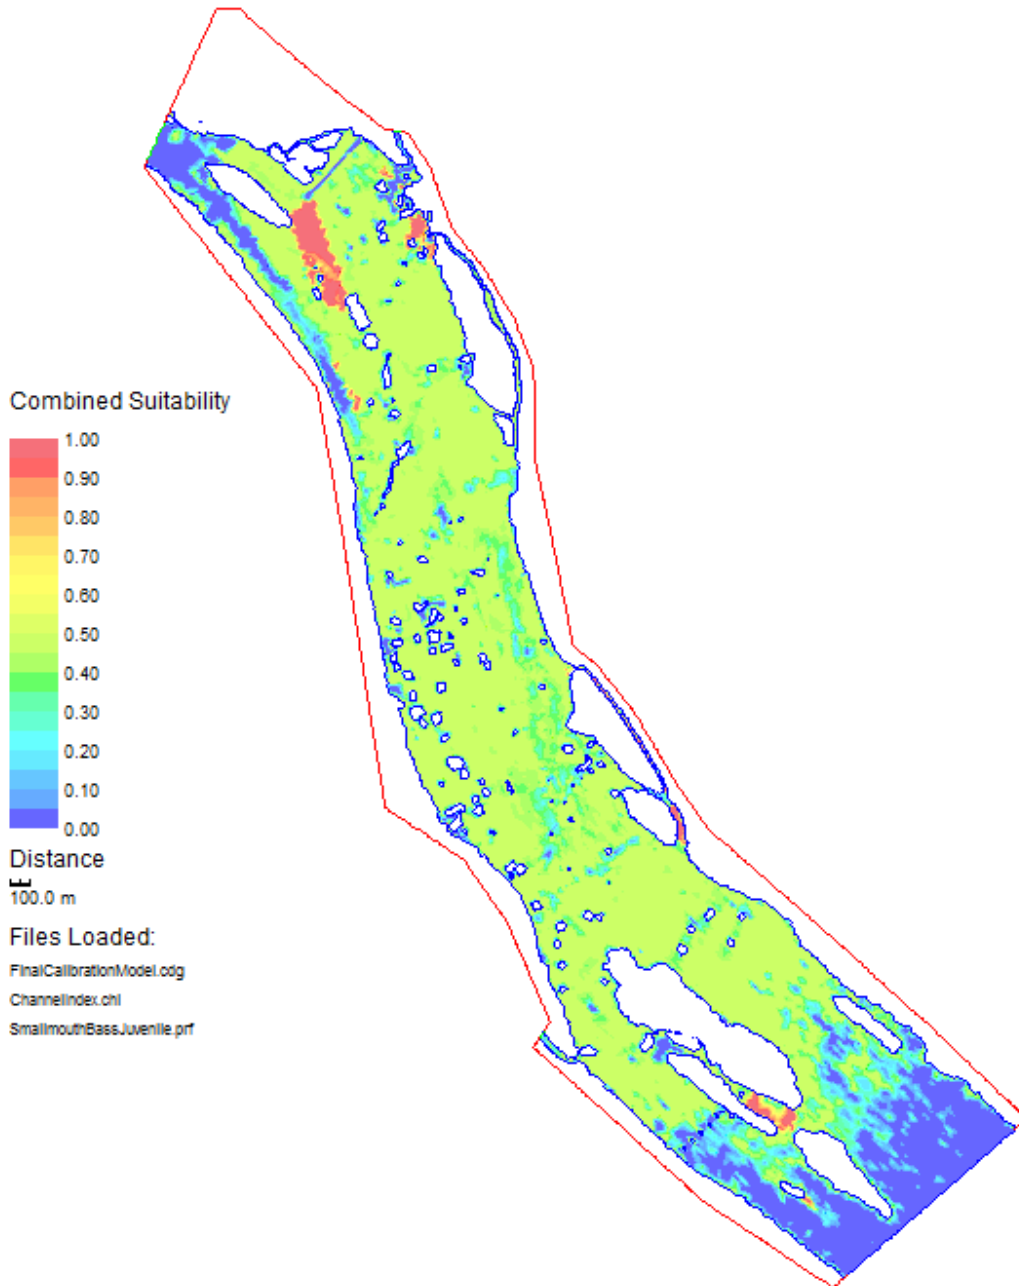 Combined Suitability
1.00
0.90
0.80
0.70
0.60
0.50
0.40
0.30
0.20
0.10
0.00
Distance
100.0 m
Files Loaded:
FinalCalibrationModel.cdg
ChannelIndex.chi
SmallmouthBassJuvenile.prf